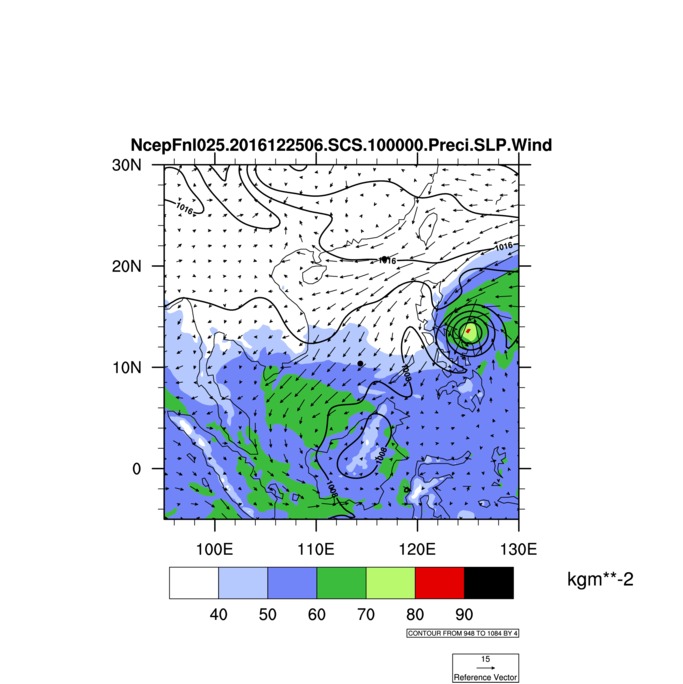 NcepFnl025.2016122506.SCS.100000.Preci.SLP.Wind
30N
1016
1016
20N
1016
10N
1008
1008
0
1008
100E 110E 120E 130E
kgm**-2
40 50 60 70 80 90
CONTOUR FROM 948 TO 1084 BY 4
15
Reference Vector